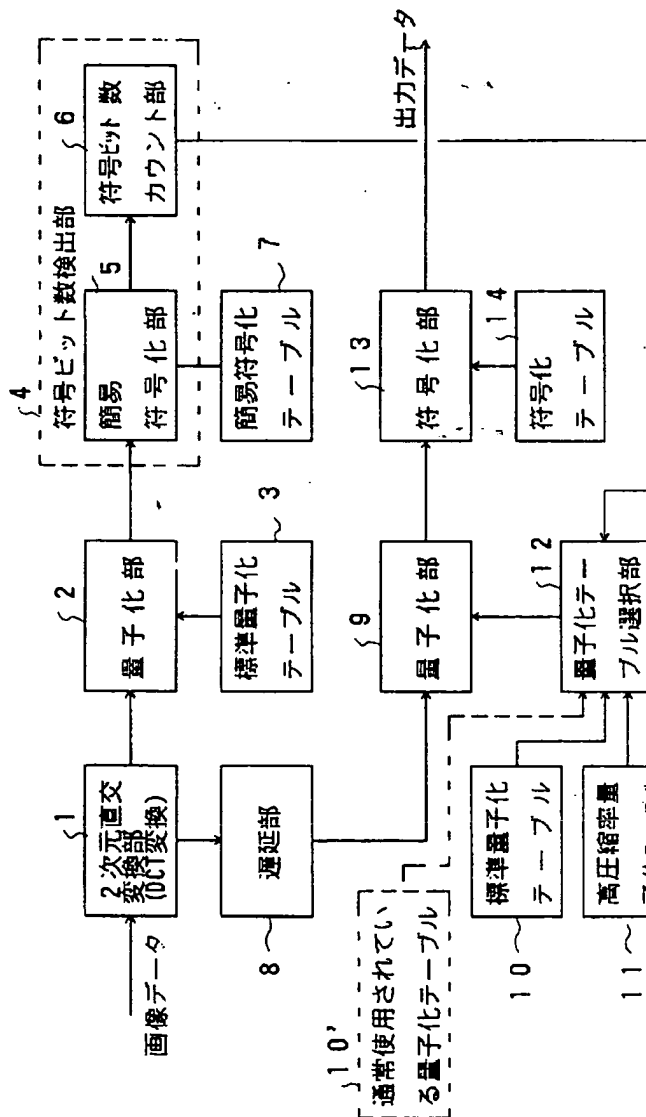 画像データ
1
2次元直交
変換部
(DCT変換)
2
量子化部
3
標準量子化
テーブル
4
符号ビット数検出部
5
簡易
符号化部
6
符号ビット数
カウント部
7
簡易符号化
テーブル
8
遅延部
9
量子化部
13
符号化部
出力データ
14
符号化
テーブル
10'
通常使用されてい
る量子化テーブル
10
標準量子化
テーブル
11
高圧縮率量
12
量子化テー
ブル選択部